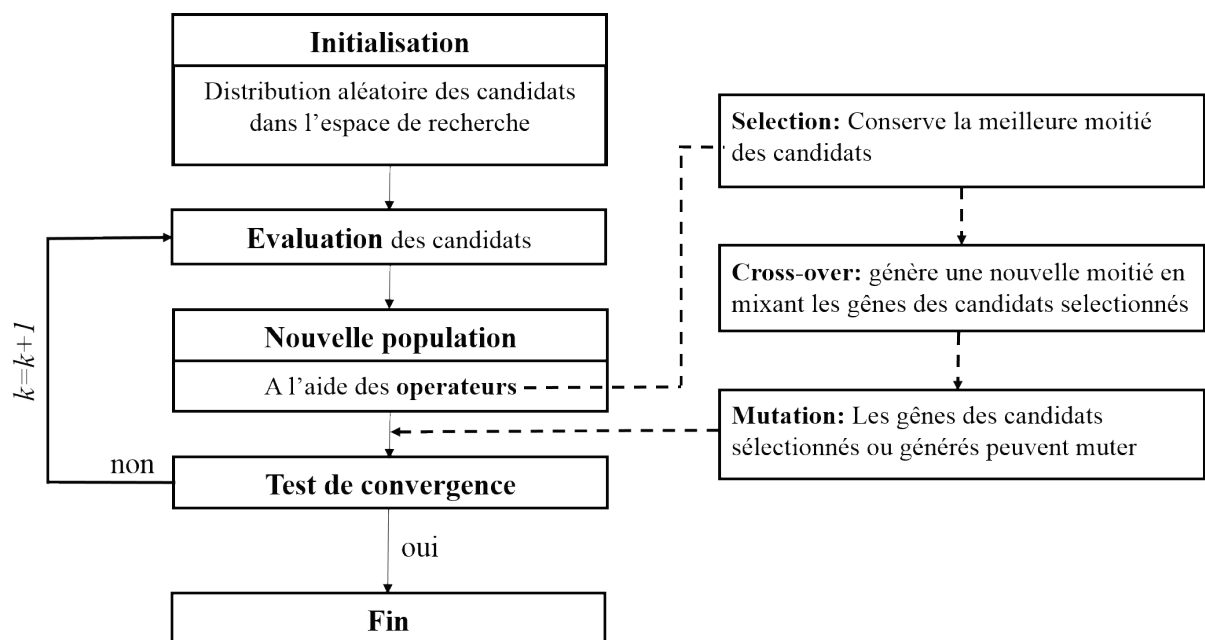 Initialisation
Distribution aléatoire des candidats
dans l'espace de recherche
Evaluation des candidats
Nouvelle population
A l'aide des operateurs
Test de convergence
non
k=k+1
oui
Fin
Selection: Conserve la meilleure moitié
des candidats
Cross-over: génère une nouvelle moitié en
mixant les gênes des candidats selectionnés
Mutation: Les gênes des candidats
sélectionnés ou générés peuvent muter